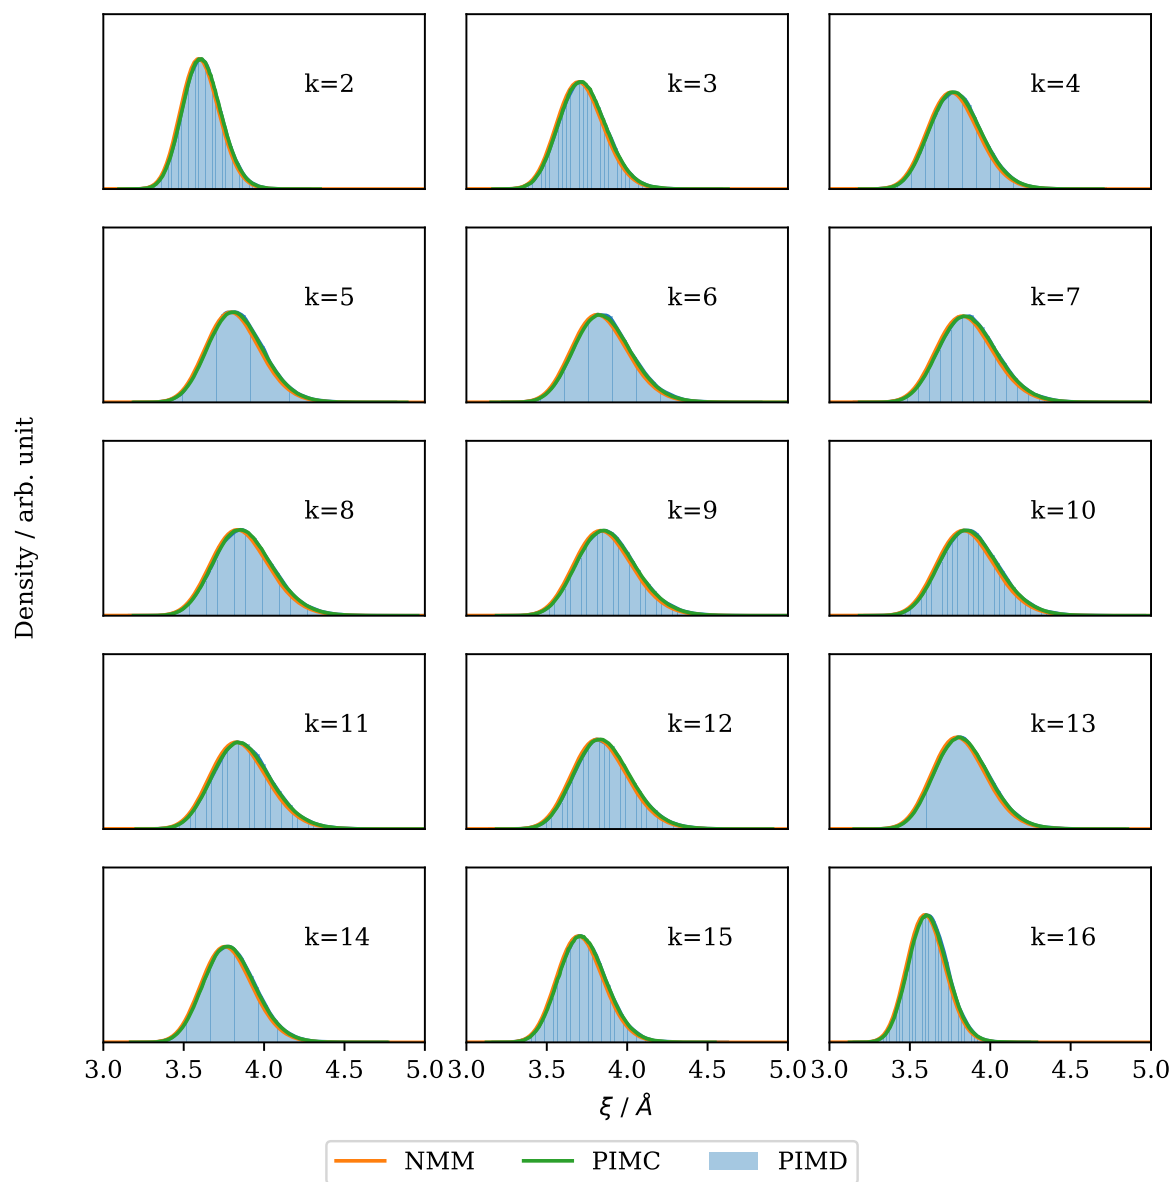 k=2
k=3
k=4
k=5
k=6
k=7
Density / arb. unit
k=8
k=9
k=10
k=11
k=12
k=13
k=14
k=15
k=16
3.0 3.5 4.0 4.5 5.0 3.0 3.5 4.0 4.5 5.0 3.0 3.5 4.0 4.5 5.0
ξ / Å
NMM PIMC PIMD